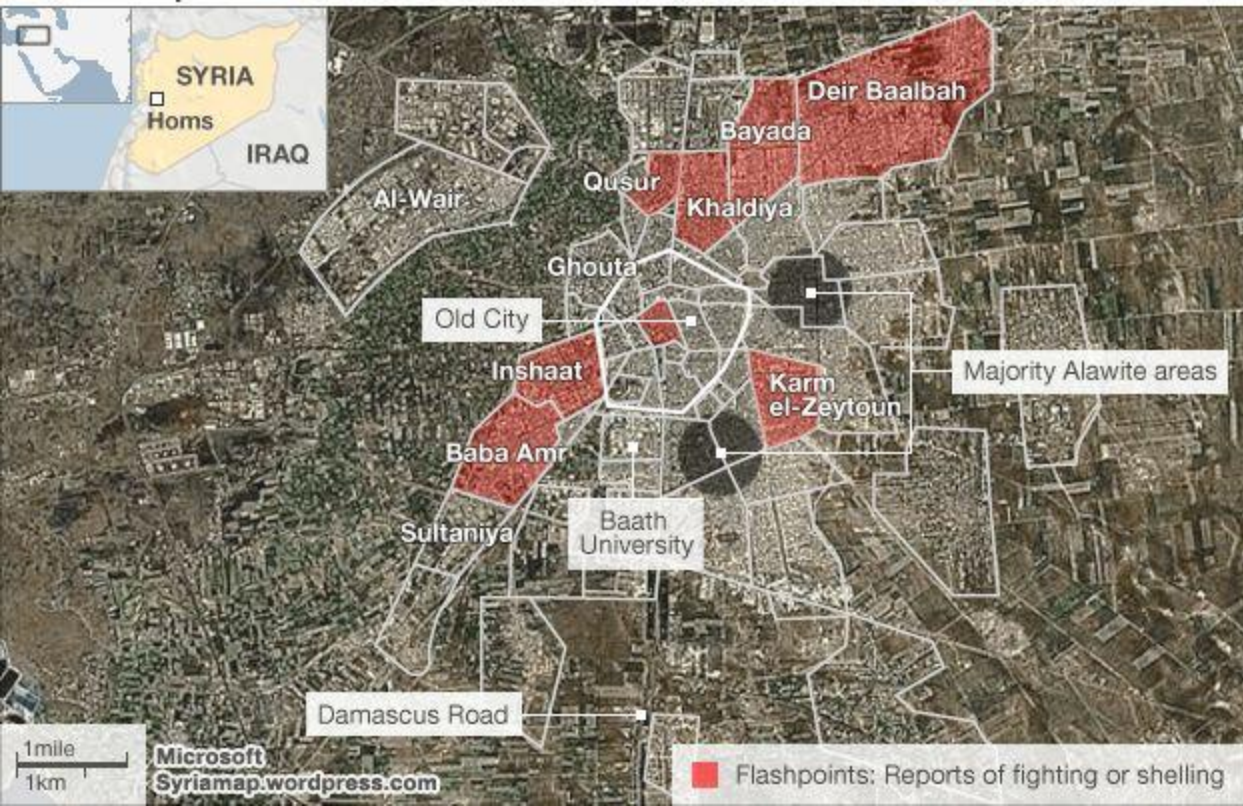 SYRIA
Homs
IRAQ
Deir Baalbah
Bayada
Qusur
Al-Wair
Khaldiya
Ghouta
Old City
Inshaat
Majority Alawite areas
Karm
el-Zeytoun
Baba Amr
Sultaniya
Baath
University
Damascus Road
1mile
1km
Microsoft
Syriamap.wordpress.com
Flashpoints: Reports of fighting or shelling